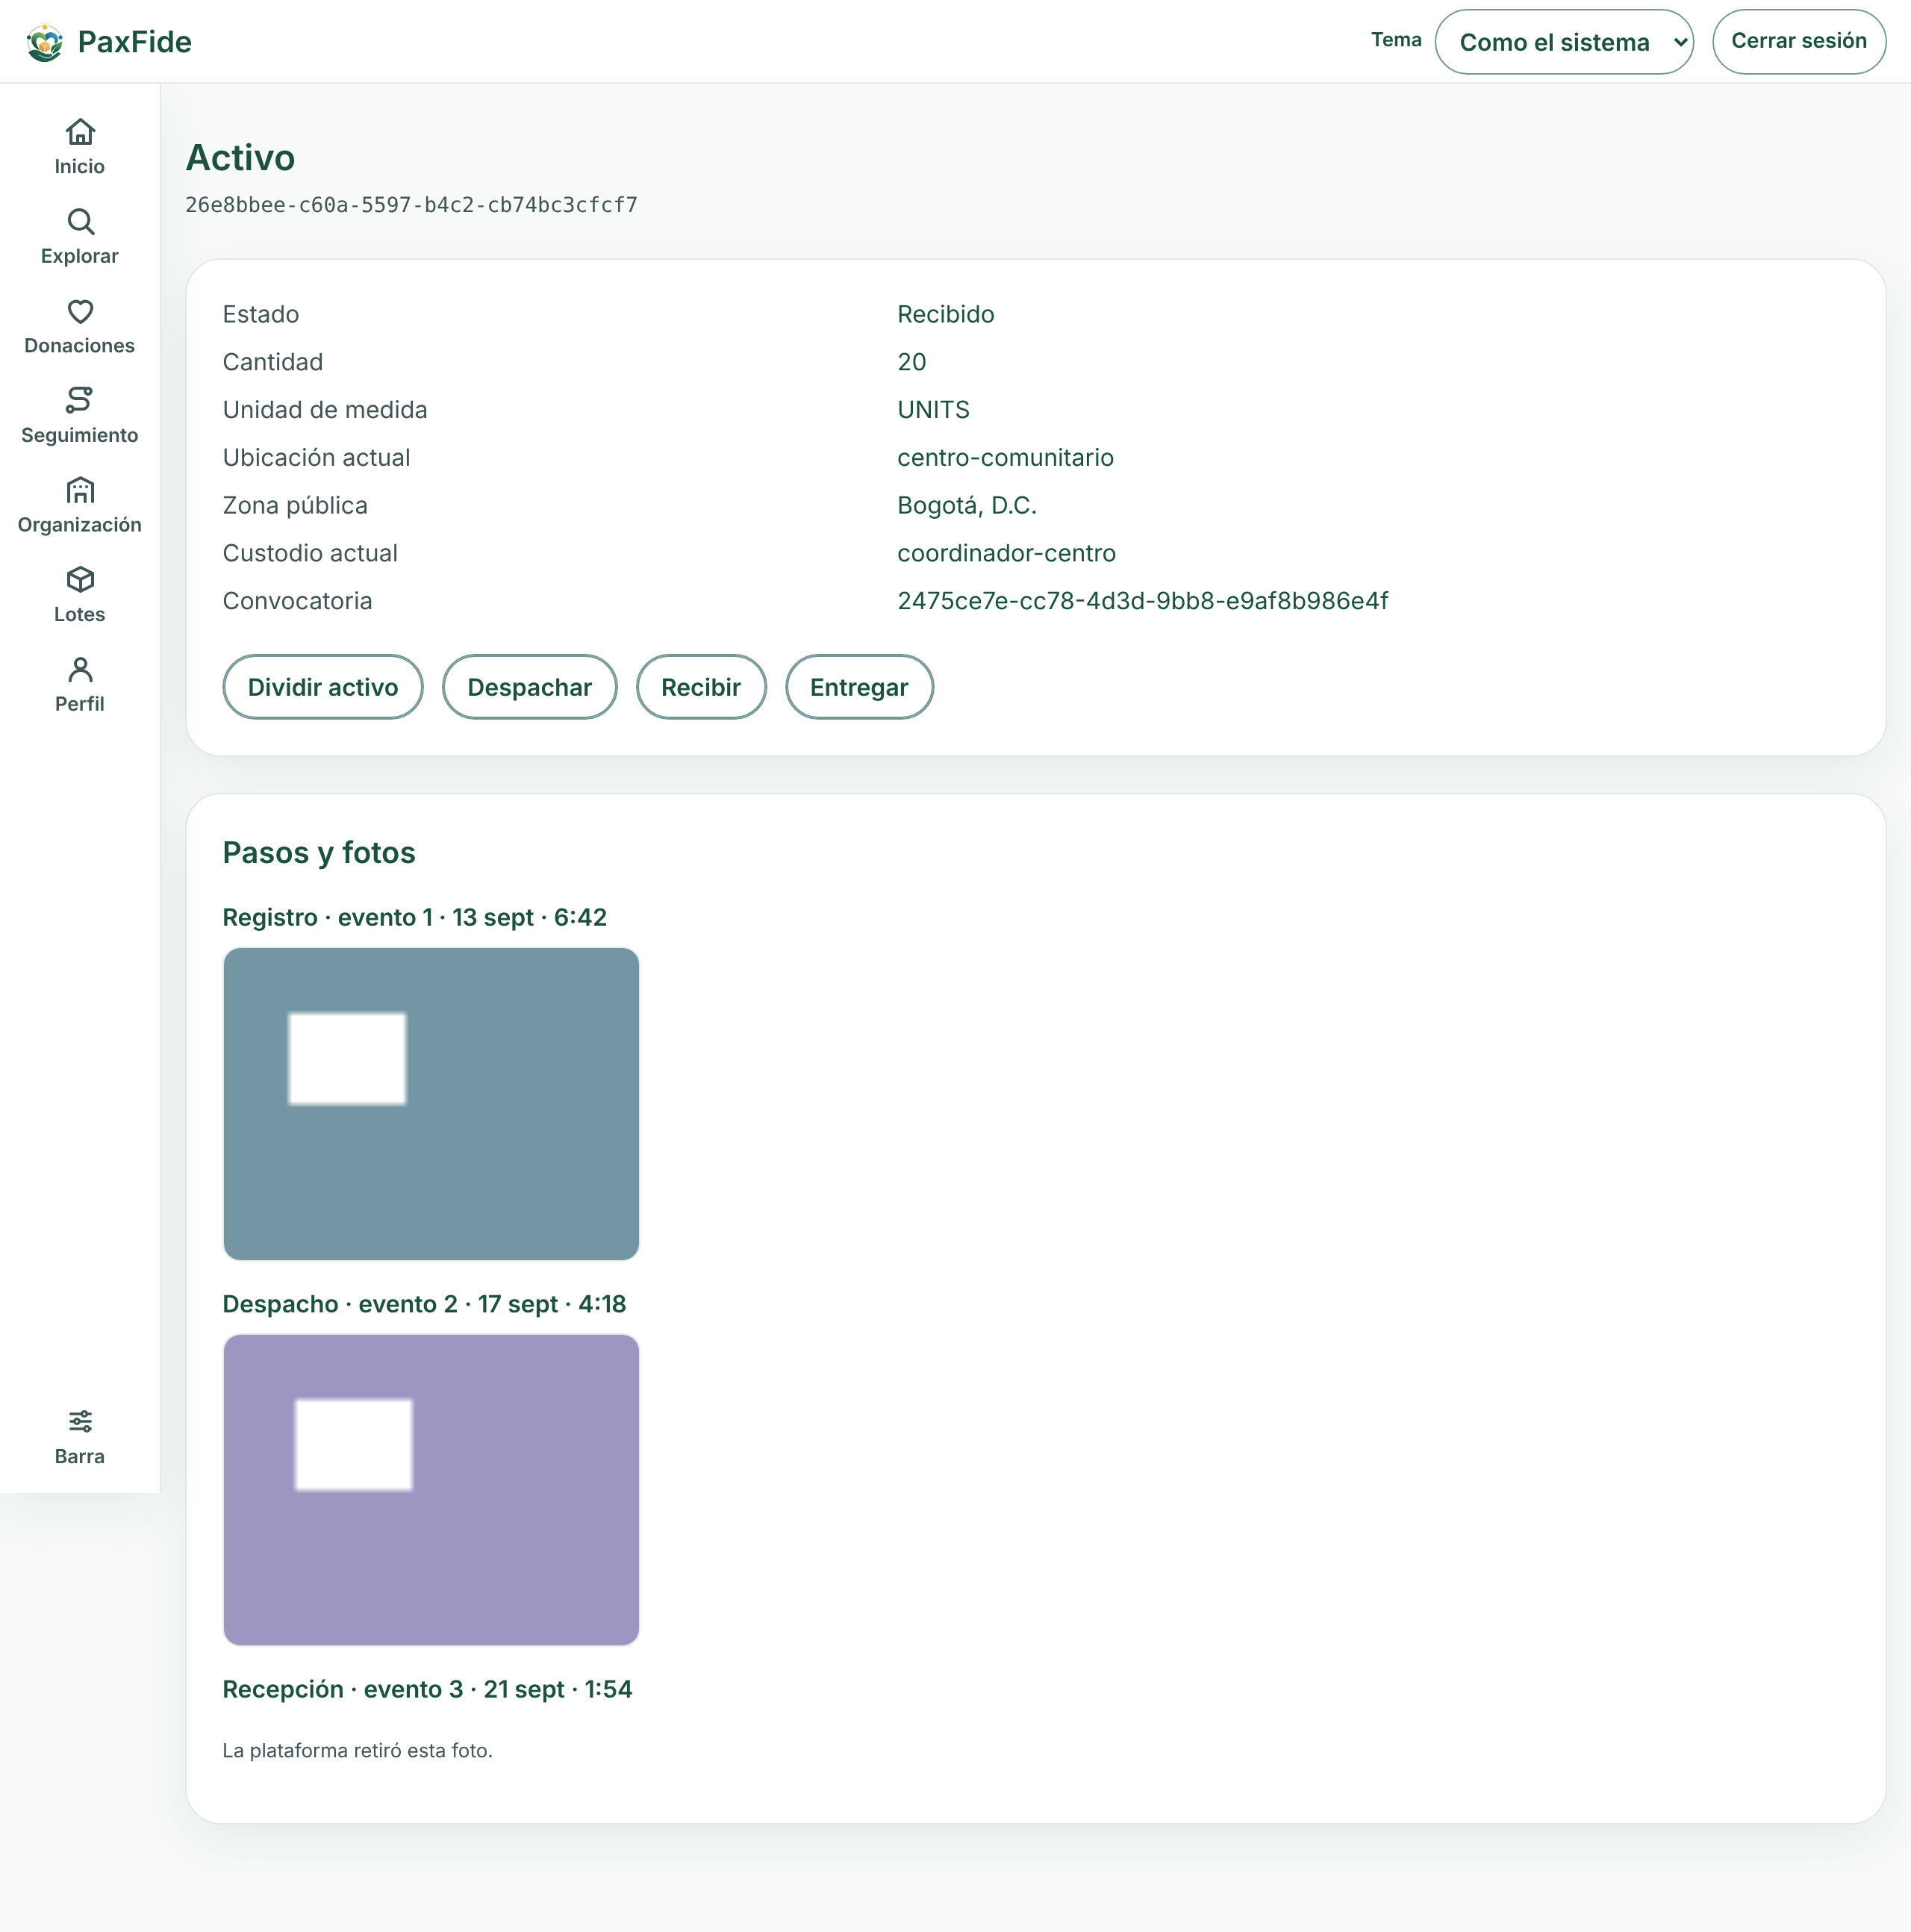 PaxFide
Tema
Como el sistema
Cerrar sesión
Inicio
Explorar
Donaciones
Seguimiento
Organización
Lotes
Perfil
Barra
Activo
26e8bbee-c60a-5597-b4c2-cb74bc3cfcf7
Estado Recibido
Cantidad 20
Unidad de medida UNITS
Ubicación actual centro-comunitario
Zona pública Bogotá, D.C.
Custodio actual coordinador-centro
Convocatoria 2475ce7e-cc78-4d3d-9bb8-e9af8b986e4f
Dividir activo Despachar Recibir Entregar
Pasos y fotos
Registro · evento 1 · 13 sept · 6:42
Despacho · evento 2 · 17 sept · 4:18
Recepción · evento 3 · 21 sept · 1:54
La plataforma retiró esta foto.